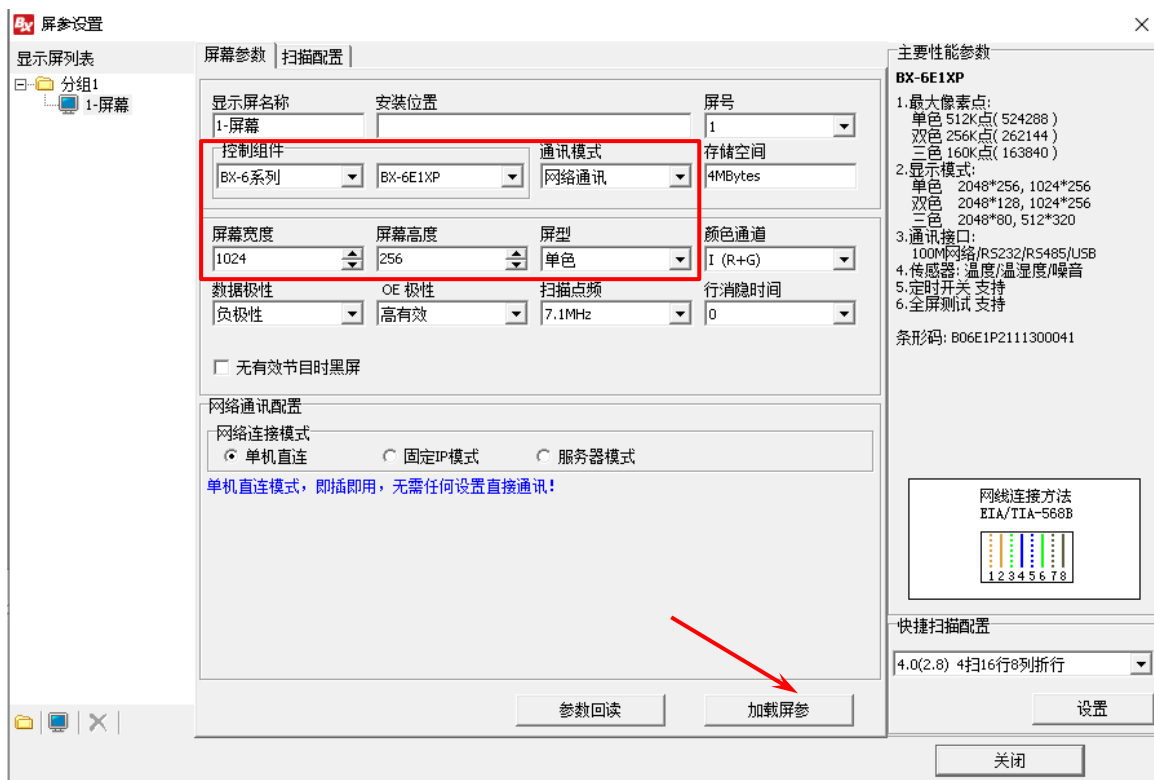 BX 屏参设置
显示屏列表
分组1
1-屏幕
屏幕参数 扫描配置
显示屏名称 安装位置 屏号
1-屏幕 1
控制组件 通讯模式 存储空间
BX-6系列 BX-6E1XP 网络通讯 4MBytes
屏幕宽度 屏幕高度 屏型 颜色通道
1024 256 单色 I (R+G)
数据极性 OE 极性 扫描点频 行消隐时间
负极性 高有效 7.1MHz 0
无有效节目时黑屏
网络通讯配置
网络连接模式
单机直连 固定IP模式 服务器模式
单机直连模式，即插即用，无需任何设置直接通讯!
参数回读 加载屏参
主要性能参数
BX-6E1XP
1.最大像素点:
单色 512K点( 524288 )
双色 256K点( 262144 )
三色 160K点( 163840 )
2.显示模式:
单色 2048*256, 1024*256
双色 2048*128, 1024*256
三色 2048*80, 512*320
3.通讯接口:
100M网络/RS232/RS485/USB
4.传感器: 温度/温湿度/噪音
5.定时开关 支持
6.全屏测试 支持
条形码: B06E1P2111300041
网线连接方法
EIA/TIA-568B
12345678
快捷扫描配置
4.0(2.8) 4扫16行8列折行
设置
关闭